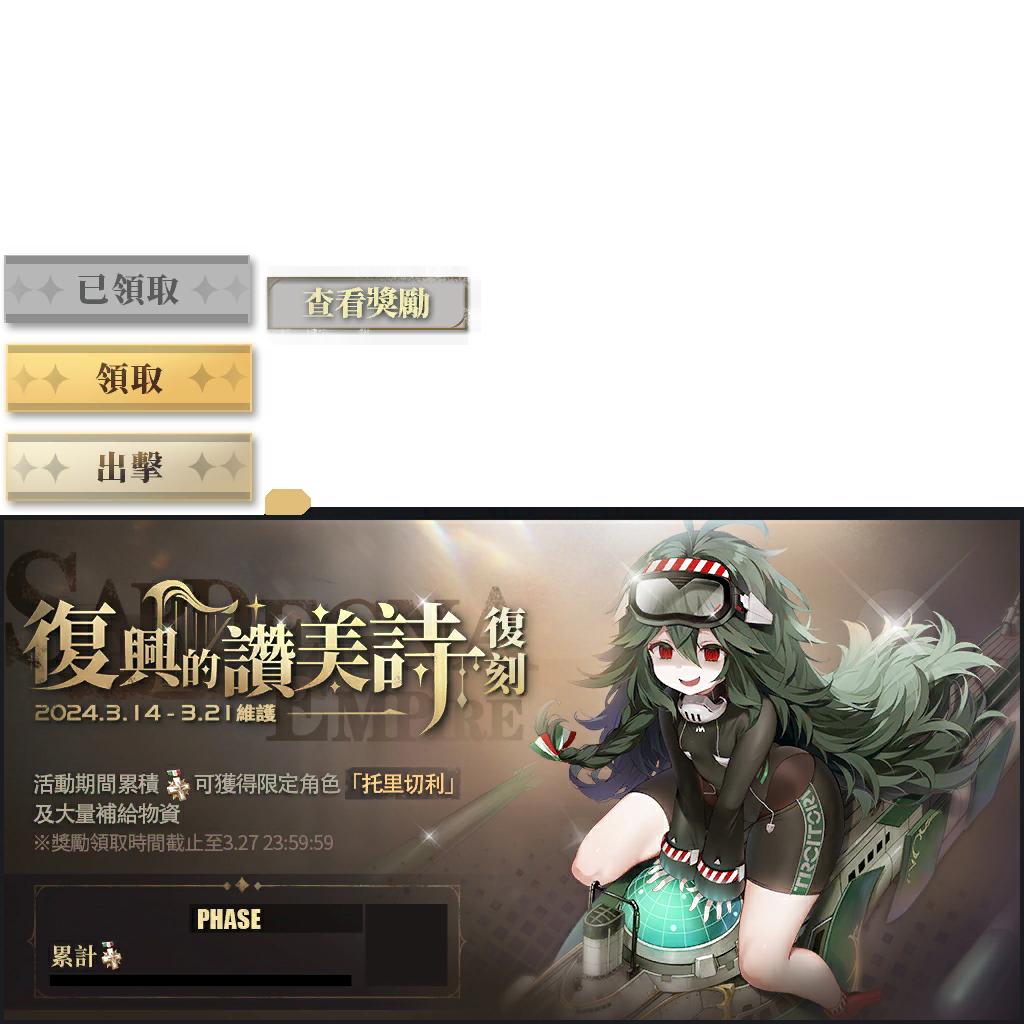 已領取
查看獎勵
領取
出擊
SARDEGNA
EMPIRE
復興的讚美詩
復刻
2024.3.14 - 3.21維護
活動期間累積 可獲得限定角色「托里切利」
及大量補給物資
※獎勵領取時間截止至3.27 23:59:59
PHASE
累計
TORRICELLI